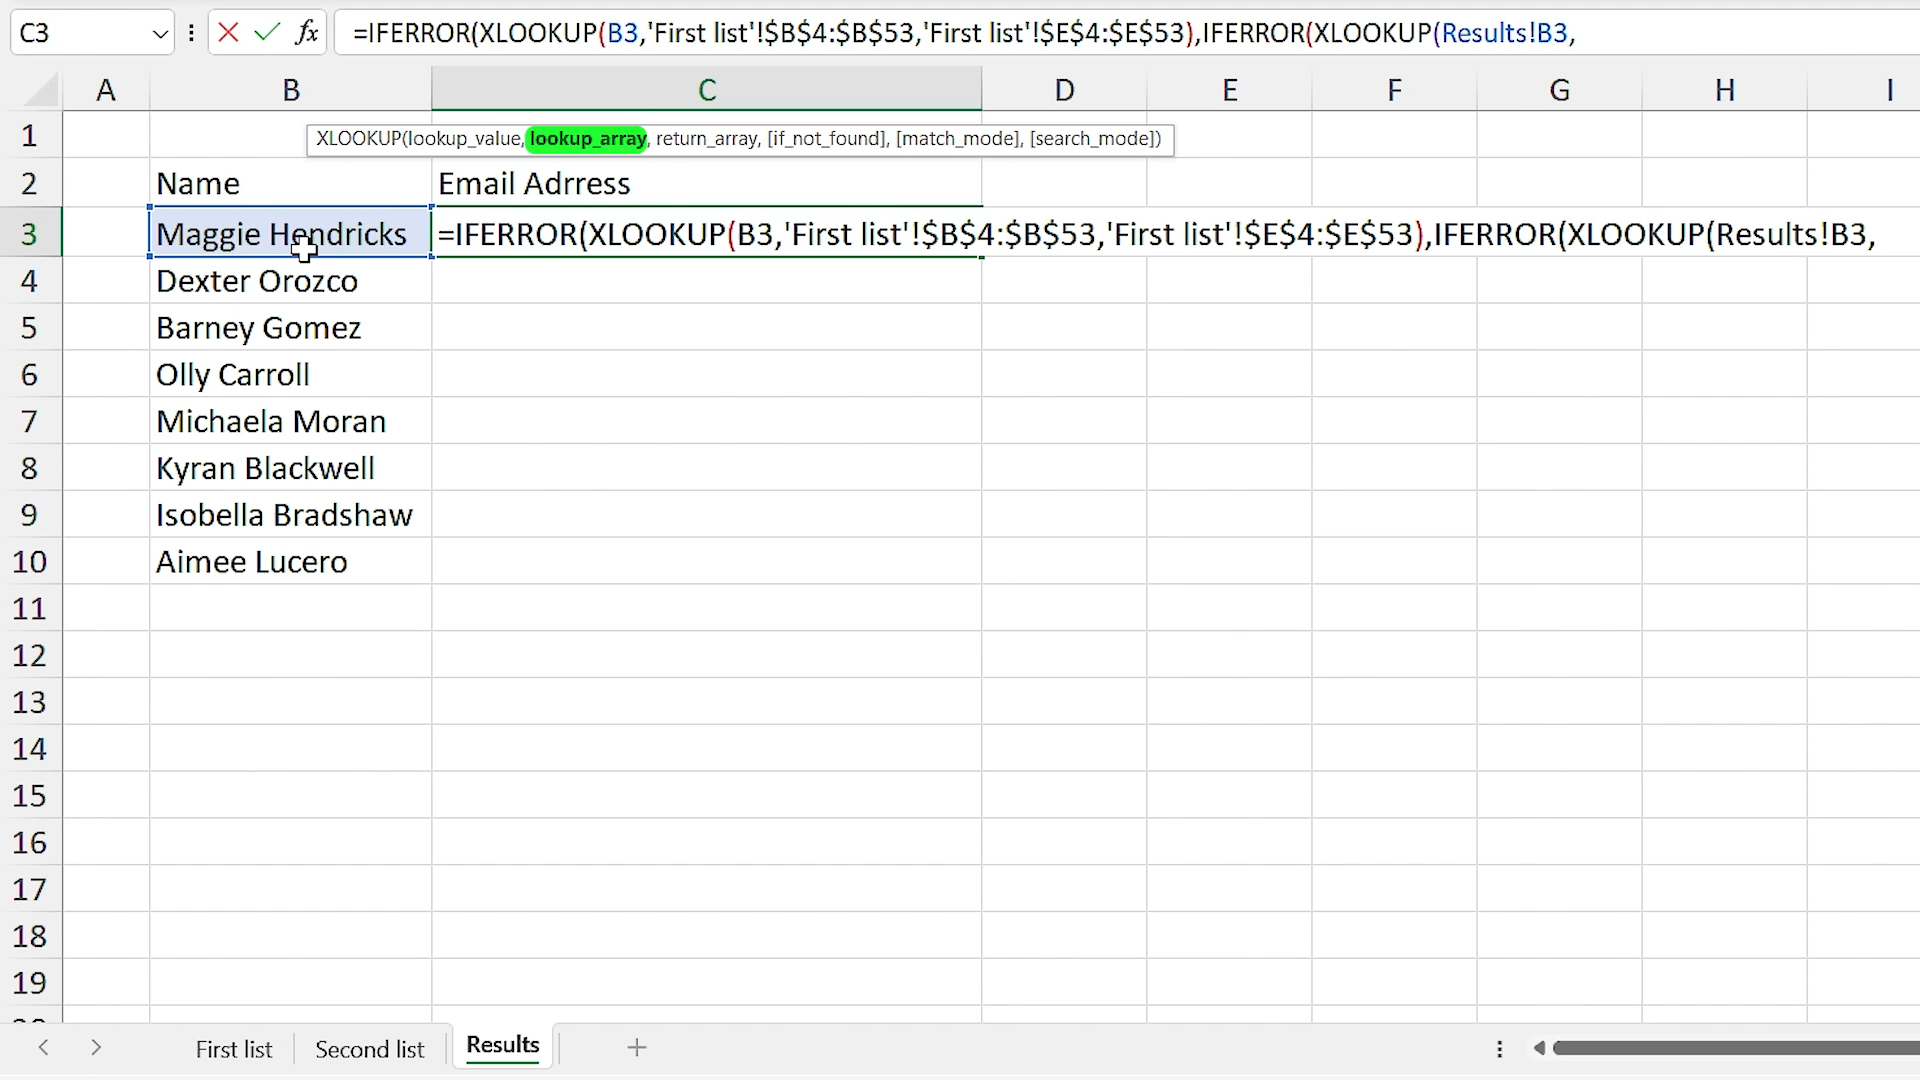 C3 fx =IFERROR(XLOOKUP(B3,'First list'!$B$4:$B$53,'First list'!$E$4:$E$53),IFERROR(XLOOKUP(Results!B3,
A B C D E F G H I
1
XLOOKUP(lookup_value, lookup_array, return_array, [if_not_found], [match_mode], [search_mode])
2 Name Email Adrress
3 Maggie Hendricks =IFERROR(XLOOKUP(B3,'First list'!$B$4:$B$53,'First list'!$E$4:$E$53),IFERROR(XLOOKUP(Results!B3,
4 Dexter Orozco
5 Barney Gomez
6 Olly Carroll
7 Michaela Moran
8 Kyran Blackwell
9 Isobella Bradshaw
10 Aimee Lucero
11
12
13
14
15
16
17
18
19
First list Second list Results